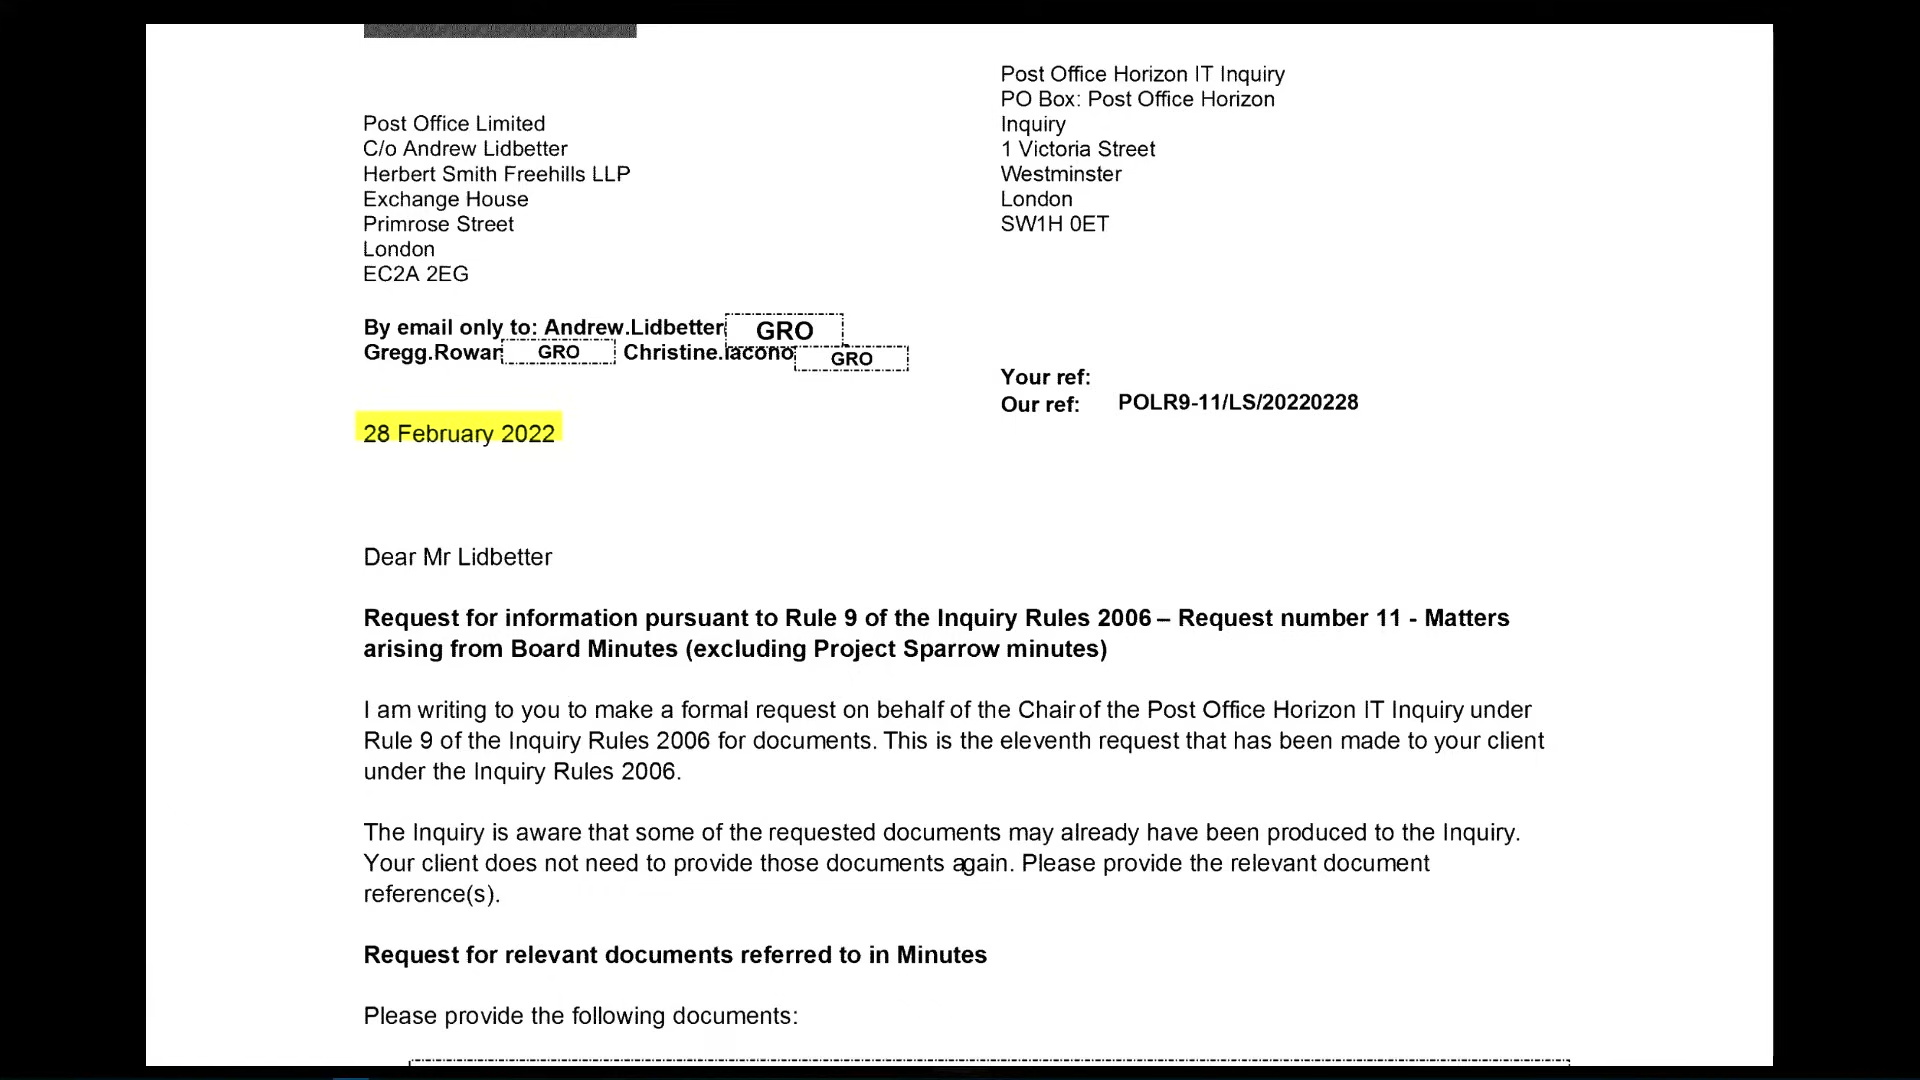 Post Office Horizon IT Inquiry
PO Box: Post Office Horizon
Inquiry
1 Victoria Street
Westminster
London
SW1H 0ET
Post Office Limited
C/o Andrew Lidbetter
Herbert Smith Freehills LLP
Exchange House
Primrose Street
London
EC2A 2EG
By email only to: Andrew.Lidbetter GRO
Gregg.Rowan GRO Christine.Iacono GRO
Your ref:
Our ref: POLR9-11/LS/20220228
28 February 2022
Dear Mr Lidbetter
Request for information pursuant to Rule 9 of the Inquiry Rules 2006 – Request number 11 - Matters
arising from Board Minutes (excluding Project Sparrow minutes)
I am writing to you to make a formal request on behalf of the Chair of the Post Office Horizon IT Inquiry under
Rule 9 of the Inquiry Rules 2006 for documents. This is the eleventh request that has been made to your client
under the Inquiry Rules 2006.
The Inquiry is aware that some of the requested documents may already have been produced to the Inquiry.
Your client does not need to provide those documents again. Please provide the relevant document
reference(s).
Request for relevant documents referred to in Minutes
Please provide the following documents: